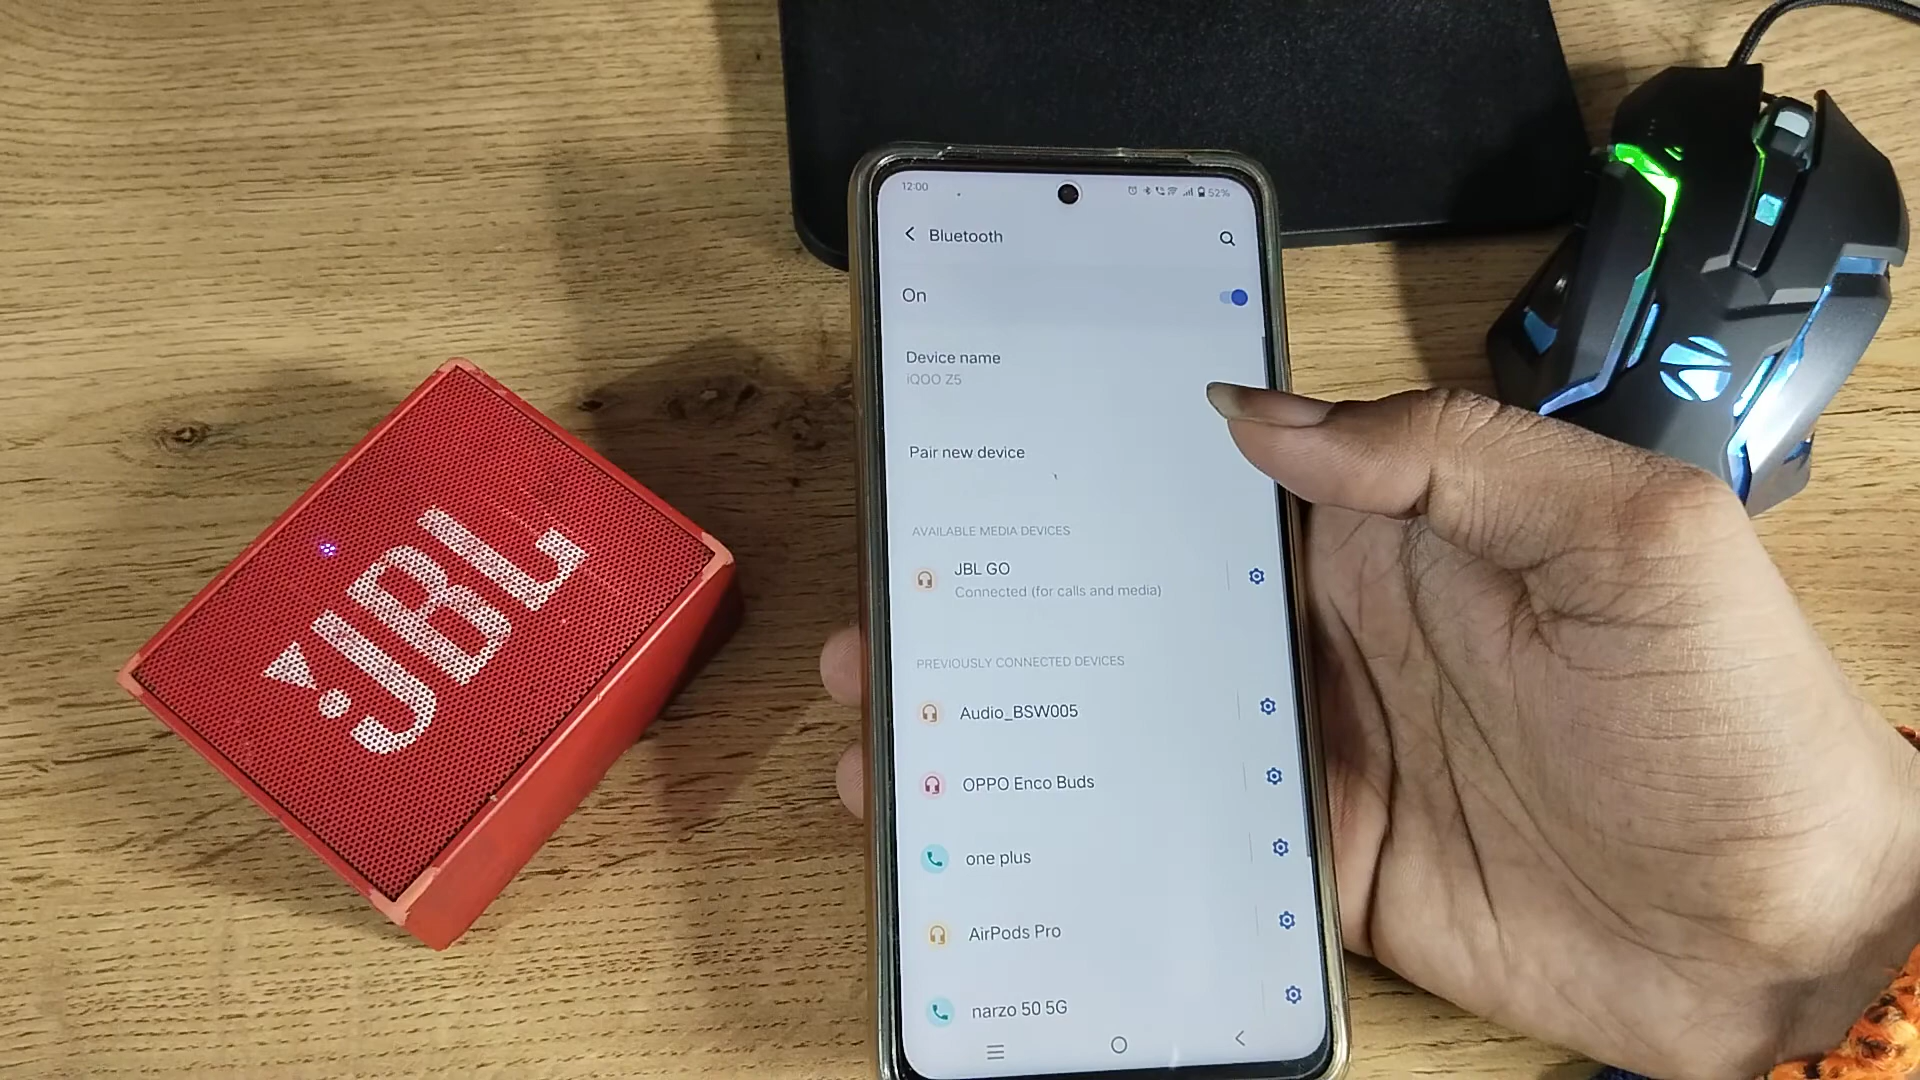 JBL
12:00
52%
Bluetooth
On
Device name
iQOO Z5
Pair new device
AVAILABLE MEDIA DEVICES
JBL GO
Connected (for calls and media)
PREVIOUSLY CONNECTED DEVICES
Audio_BSW005
OPPO Enco Buds
one plus
AirPods Pro
narzo 50 5G